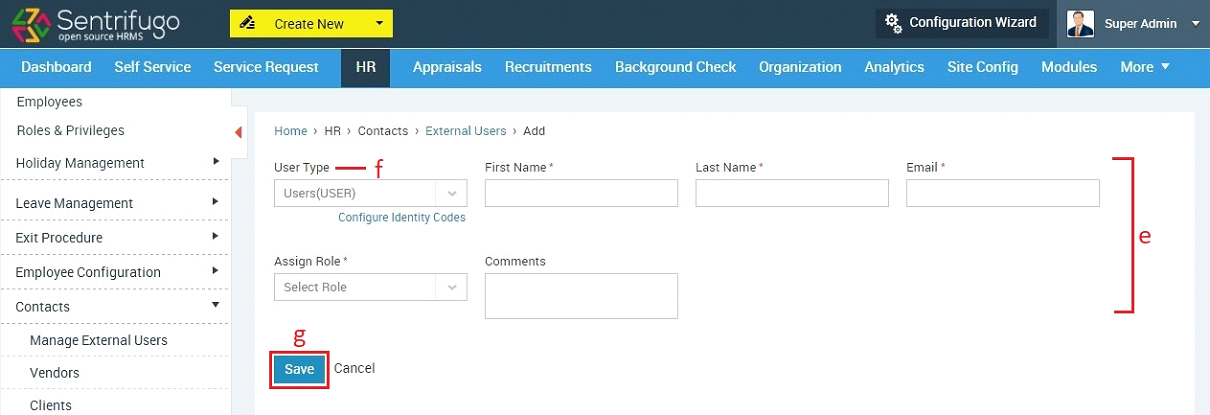 Sentrifugo
open source HRMS
Create New
Configuration Wizard
Super Admin
Dashboard Self Service Service Request HR Appraisals Recruitments Background Check Organization Analytics Site Config Modules More
Employees
Roles & Privileges
Holiday Management
Leave Management
Exit Procedure
Employee Configuration
Contacts
Manage External Users
Vendors
Clients
Home › HR › Contacts › External Users › Add
User Type f First Name * Last Name * Email *
Users(USER)
Configure Identity Codes
e
Assign Role * Comments
Select Role
g
Save Cancel